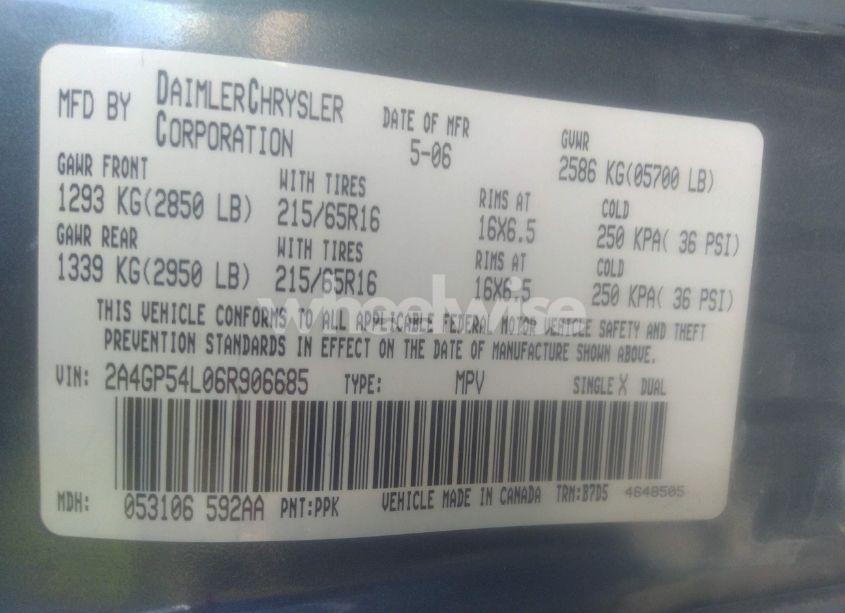 MFD BY DAIMLERCHRYSLER CORPORATION DATE OF MFR 5-06 GVWR 2586 KG(05700 LB)
GAWR FRONT WITH TIRES RIMS AT COLD
1293 KG(2850 LB) 215/65R16 16X6.5 250 KPA( 36 PSI)
GAWR REAR WITH TIRES RIMS AT COLD
1339 KG(2950 LB) 215/65R16 16X6.5 250 KPA( 36 PSI)
wheelwise
THIS VEHICLE CONFORMS TO ALL APPLICABLE FEDERAL MOTOR VEHICLE SAFETY AND THEFT
PREVENTION STANDARDS IN EFFECT ON THE DATE OF MANUFACTURE SHOWN ABOVE.
VIN: 2A4GP54L06R906685 TYPE: MPV SINGLE X DUAL
MDH: 053106 592AA PNT:PPK VEHICLE MADE IN CANADA TRM:B7D5 4648505